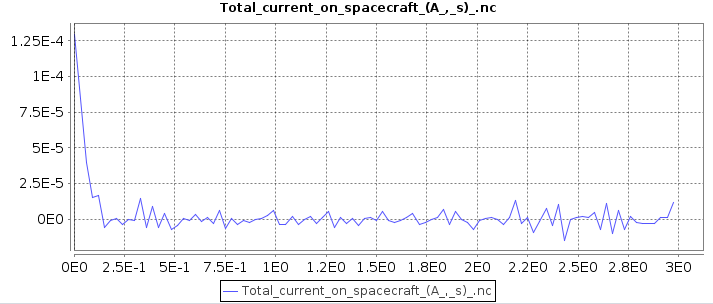 Total_current_on_spacecraft_(A_,_s)_.nc
1.25E-4
1E-4
7.5E-5
5E-5
2.5E-5
0E0
0E0 2.5E-1 5E-1 7.5E-1 1E0 1.2E0 1.5E0 1.8E0 2E0 2.2E0 2.5E0 2.8E0 3E0
Total_current_on_spacecraft_(A_,_s)_.nc